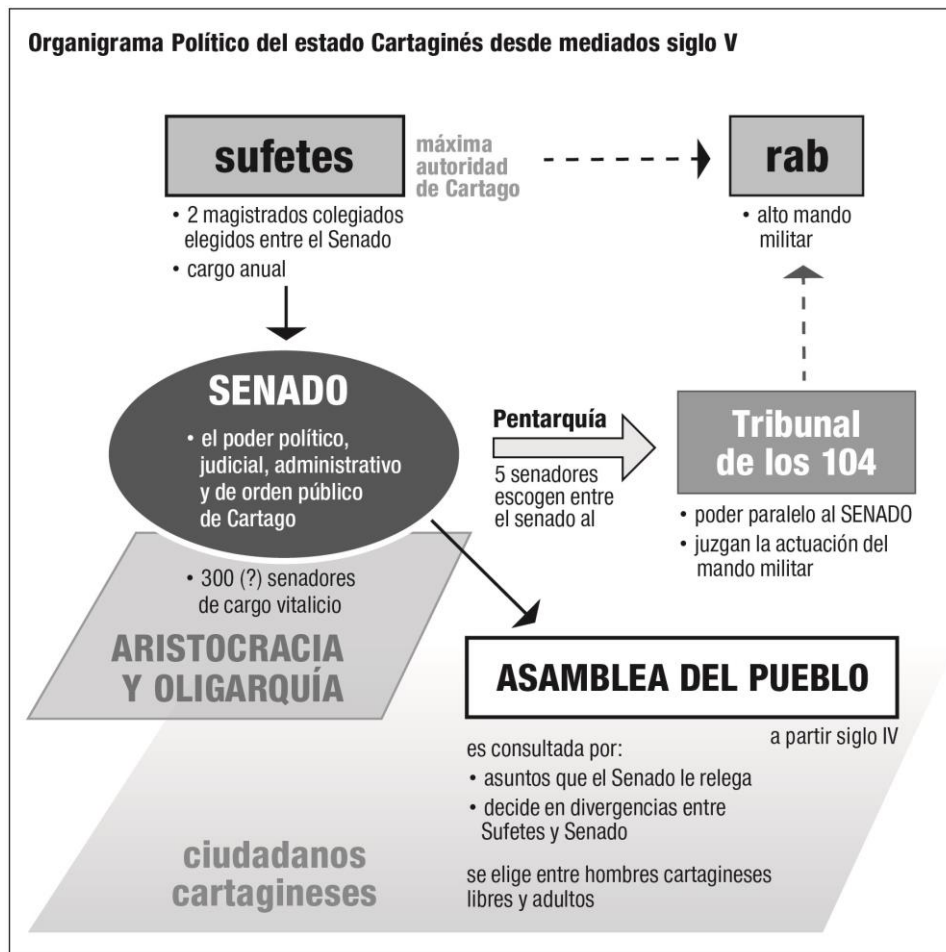 Organigrama Político del estado Cartaginés desde mediados siglo V
sufetes
máxima
autoridad
de Cartago
• 2 magistrados colegiados
elegidos entre el Senado
• cargo anual
rab
• alto mando
militar
SENADO
• el poder político,
judicial, administrativo
y de orden público
de Cartago
• 300 (?) senadores
de cargo vitalicio
ARISTOCRACIA
Y OLIGARQUÍA
Pentarquía
5 senadores
escogen entre
el senado al
Tribunal
de los 104
• poder paralelo al SENADO
• juzgan la actuación del
mando militar
ASAMBLEA DEL PUEBLO
a partir siglo IV
es consultada por:
• asuntos que el Senado le relega
• decide en divergencias entre
Sufetes y Senado
se elige entre hombres cartagineses
libres y adultos
ciudadanos
cartagineses